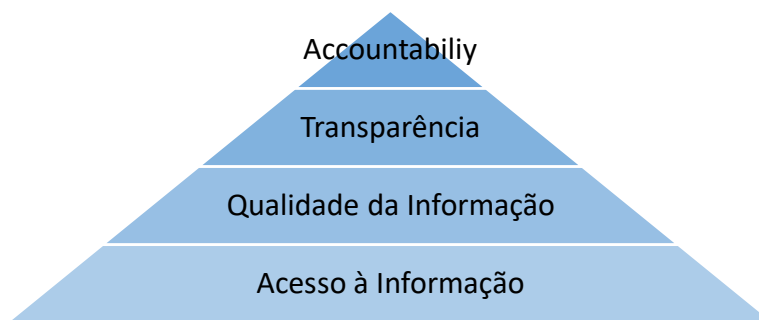 Accountabiliy
Transparência
Qualidade da Informação
Acesso à Informação